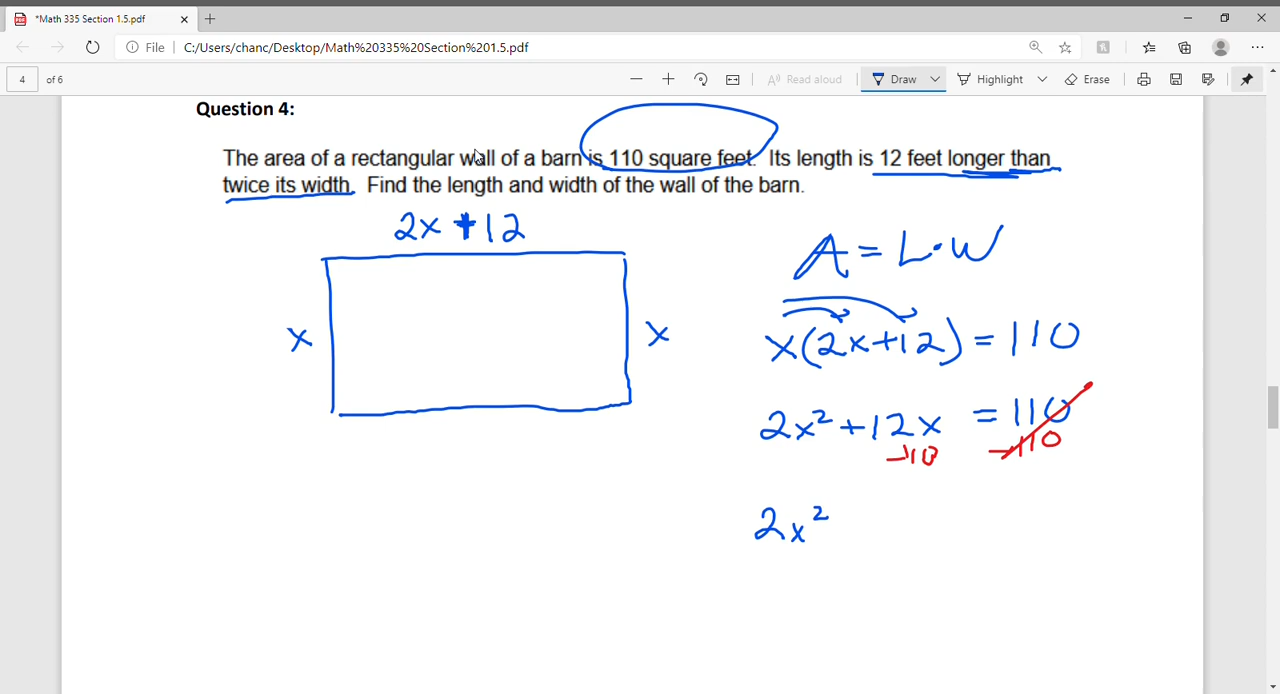 *Math 335 Section 1.5.pdf
File C:/Users/chanc/Desktop/Math%20335%20Section%201.5.pdf
4 of 6 Read aloud Draw Highlight Erase
Question 4:
The area of a rectangular wall of a barn is 110 square feet. Its length is 12 feet longer than
twice its width. Find the length and width of the wall of the barn.
2x + 12
A = L · W
x x
x(2x+12) = 110
2x² + 12x = 110
-110 -110
2x²